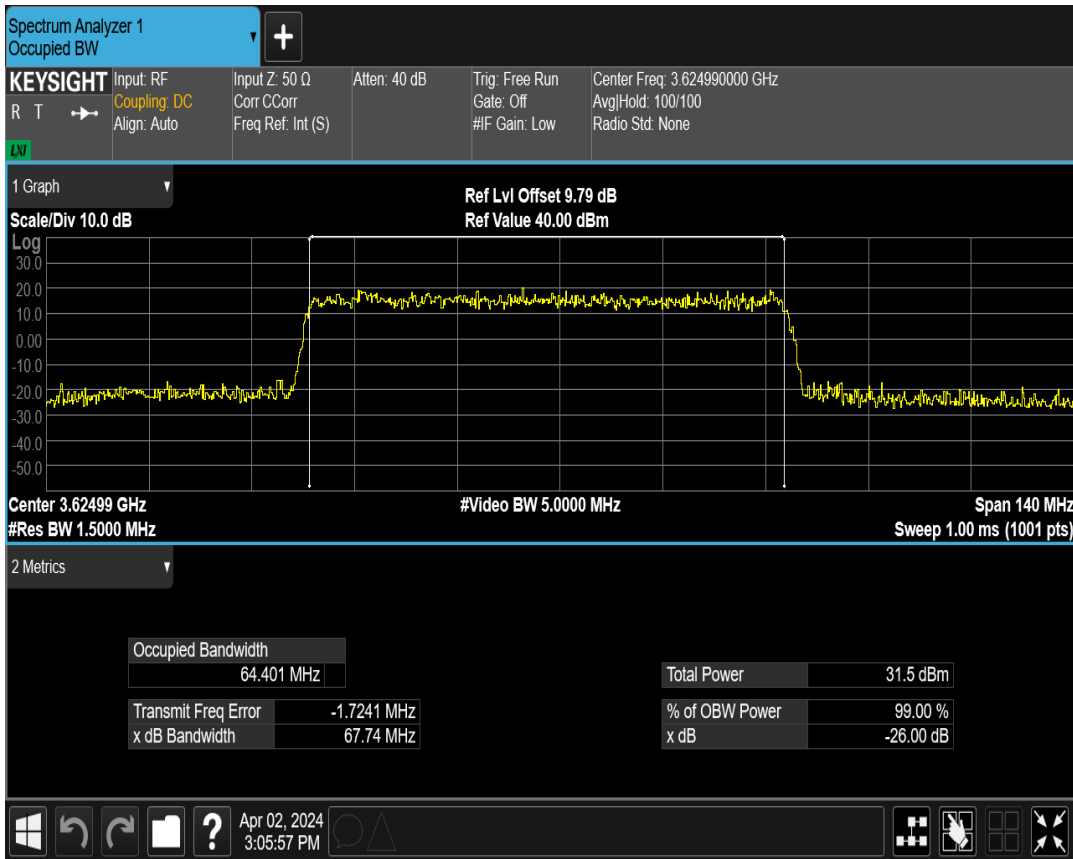 Spectrum Analyzer 1
Occupied BW
KEYSIGHT
R T
LXI
Input: RF
Coupling: DC
Align: Auto
Input Z: 50 Ω
Corr CCorr
Freq Ref: Int (S)
Atten: 40 dB
Trig: Free Run
Gate: Off
#IF Gain: Low
Center Freq: 3.624990000 GHz
Avg|Hold: 100/100
Radio Std: None
1 Graph
Scale/Div 10.0 dB
Ref Lvl Offset 9.79 dB
Ref Value 40.00 dBm
Log
30.0
20.0
10.0
0.00
-10.0
-20.0
-30.0
-40.0
-50.0
Center 3.62499 GHz
#Res BW 1.5000 MHz
#Video BW 5.0000 MHz
Span 140 MHz
Sweep 1.00 ms (1001 pts)
2 Metrics
Occupied Bandwidth
64.401 MHz
Transmit Freq Error -1.7241 MHz
x dB Bandwidth 67.74 MHz
Total Power 31.5 dBm
% of OBW Power 99.00 %
x dB -26.00 dB
?
Apr 02, 2024
3:05:57 PM